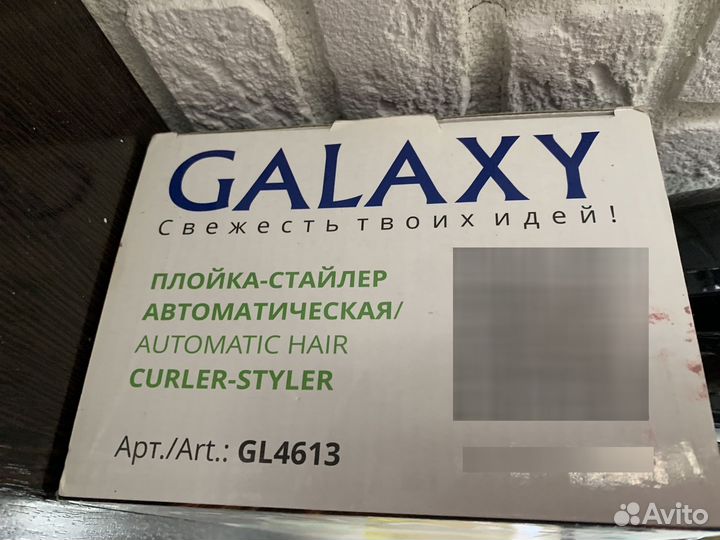 GALAXY
Свежесть твоих идей!
ПЛОЙКА-СТАЙЛЕР
АВТОМАТИЧЕСКАЯ/
AUTOMATIC HAIR
CURLER-STYLER
Арт./Art.: GL4613
Avito